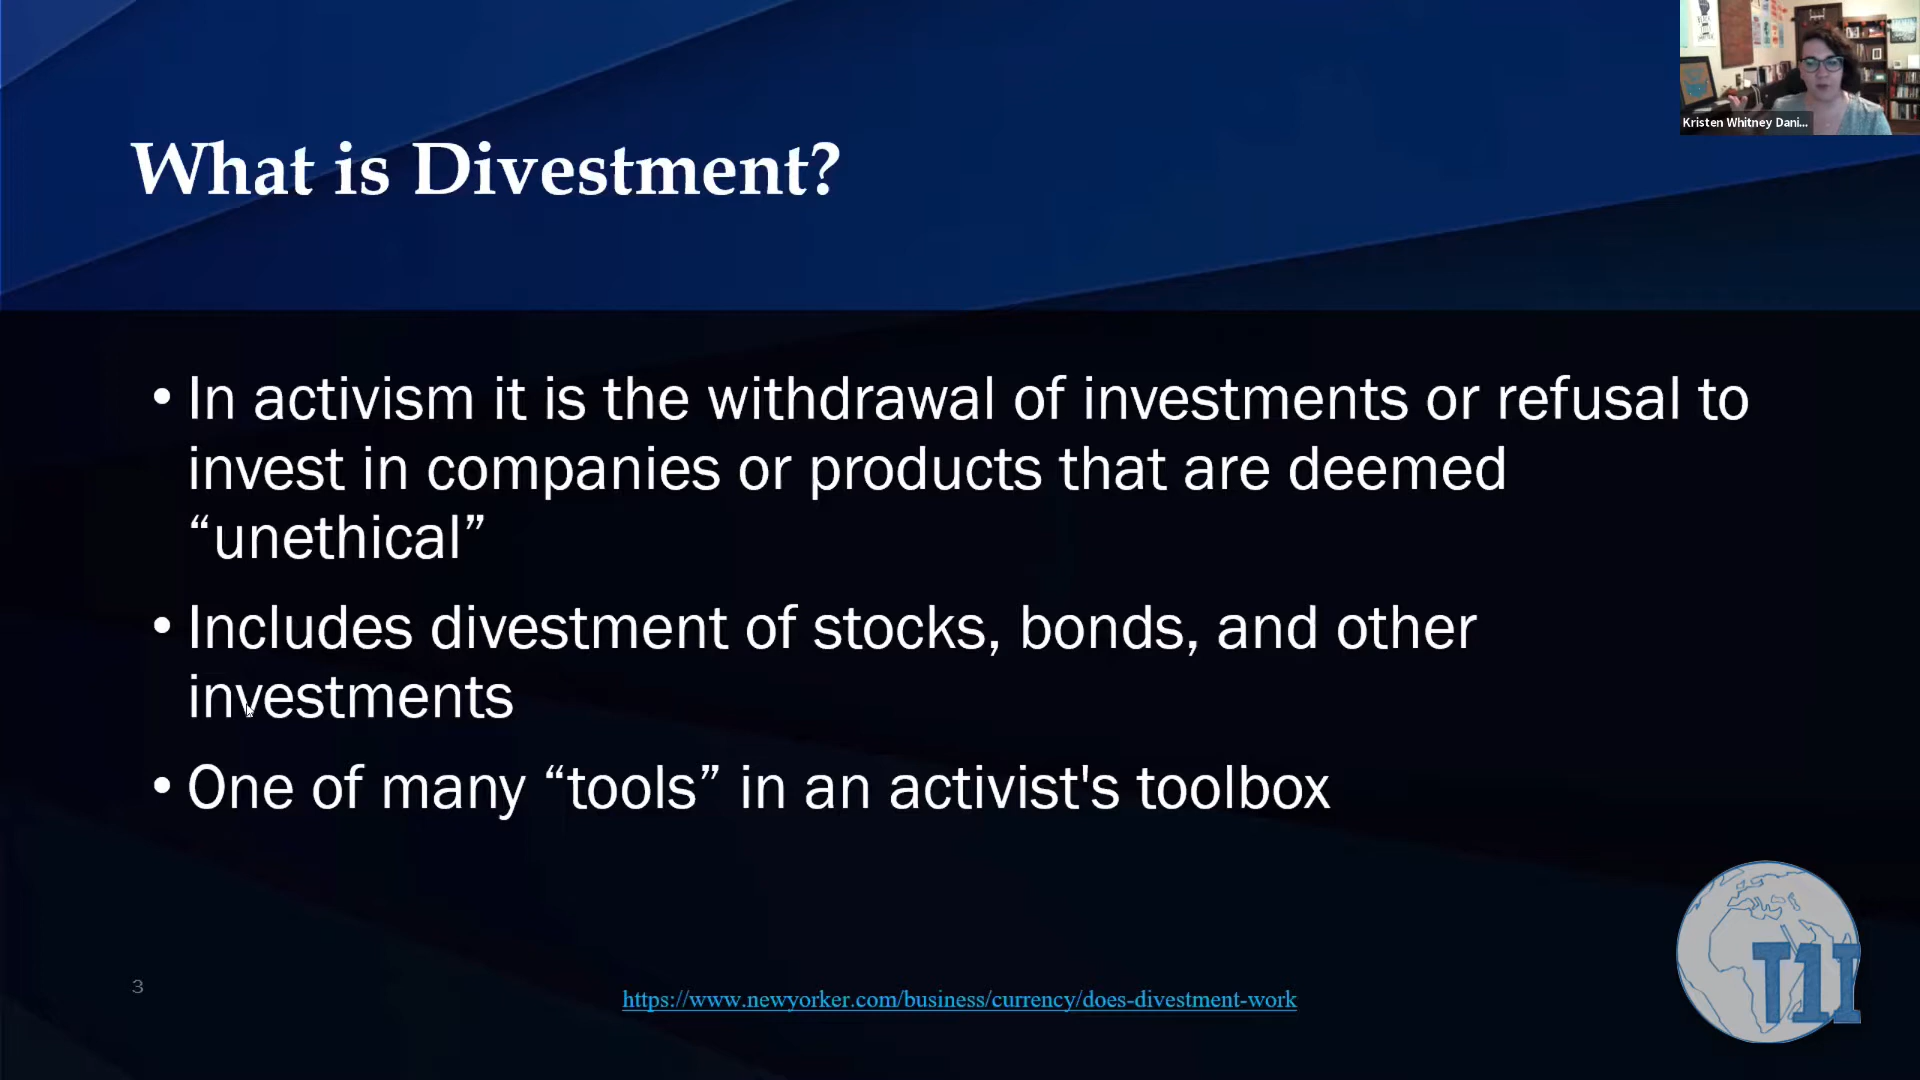 Kristen Whitney Dani...
What is Divestment?
• In activism it is the withdrawal of investments or refusal to
invest in companies or products that are deemed
“unethical”
• Includes divestment of stocks, bonds, and other
investments
• One of many “tools” in an activist's toolbox
3
https://www.newyorker.com/business/currency/does-divestment-work
T1I